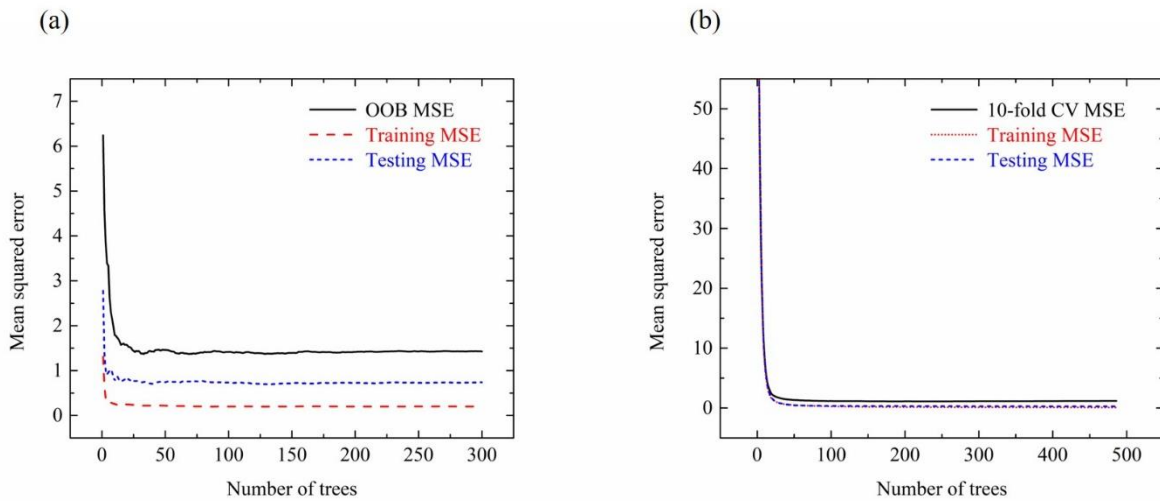 (a)
7
6
5
4
3
2
1
0
Mean squared error
OOB MSE
Training MSE
Testing MSE
0 50 100 150 200 250 300
Number of trees
(b)
50
40
30
20
10
0
Mean squared error
10-fold CV MSE
Training MSE
Testing MSE
0 100 200 300 400 500
Number of trees